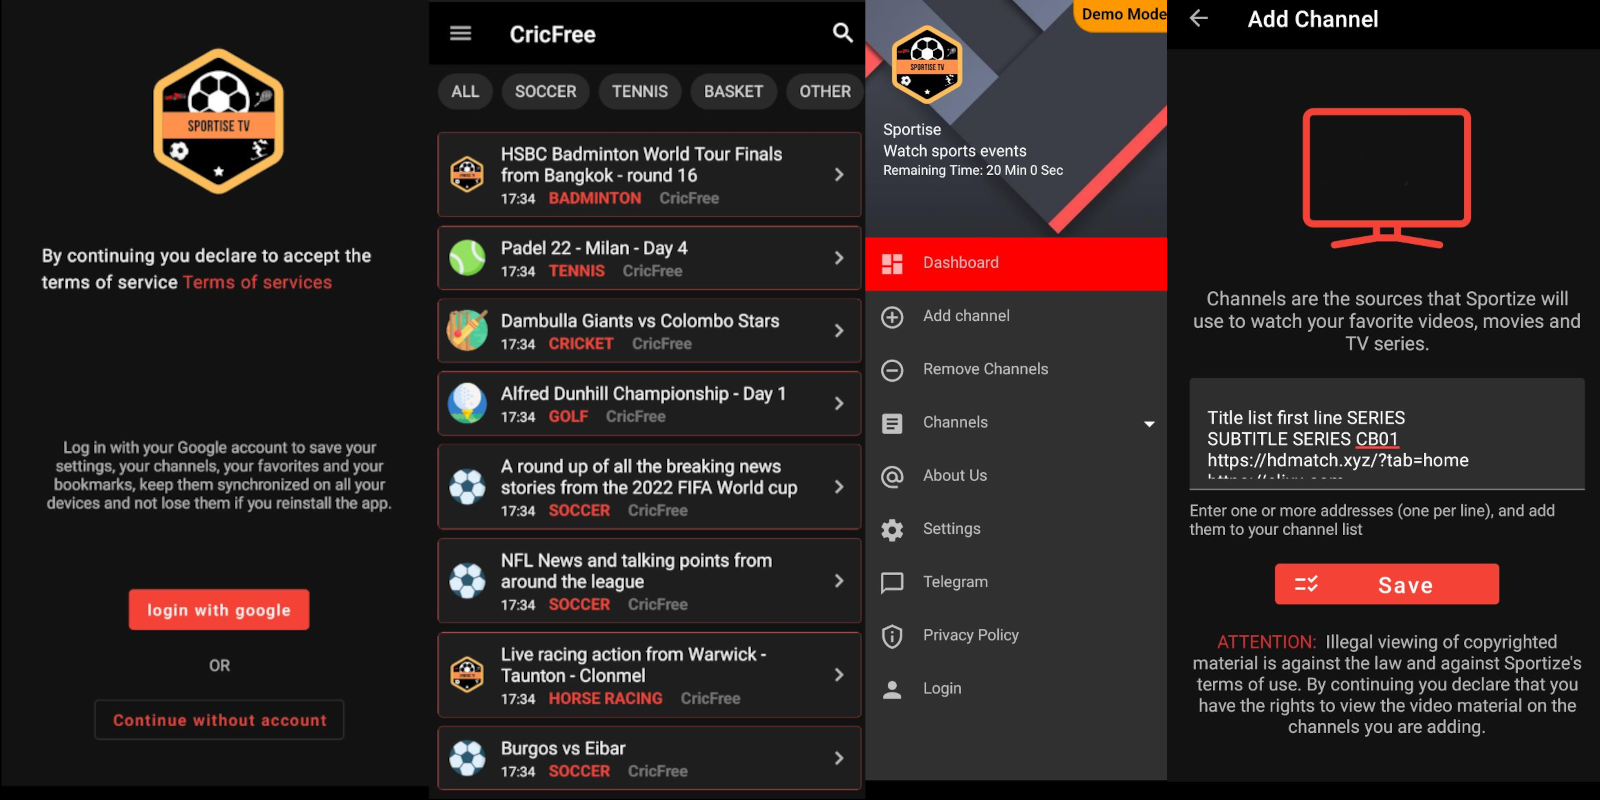 SPORTISE TV
By continuing you declare to accept the
terms of service Terms of services
Log in with your Google account to save your
settings, your channels, your favorites and your
bookmarks, keep them synchronized on all your
devices and not lose them if you reinstall the app.
login with google
OR
Continue without account
CricFree
ALL
SOCCER
TENNIS
BASKET
OTHER
HSBC Badminton World Tour Finals
from Bangkok - round 16
17:34 BADMINTON CricFree
Padel 22 - Milan - Day 4
17:34 TENNIS CricFree
Dambulla Giants vs Colombo Stars
17:34 CRICKET CricFree
Alfred Dunhill Championship - Day 1
17:34 GOLF CricFree
A round up of all the breaking news
stories from the 2022 FIFA World cup
17:34 SOCCER CricFree
NFL News and talking points from
around the league
17:34 SOCCER CricFree
Live racing action from Warwick -
Taunton - Clonmel
17:34 HORSE RACING CricFree
Burgos vs Eibar
17:34 SOCCER CricFree
Demo Mode
SPORTISE TV
Sportise
Watch sports events
Remaining Time: 20 Min 0 Sec
Dashboard
Add channel
Remove Channels
Channels
About Us
Settings
Telegram
Privacy Policy
Login
Add Channel
Channels are the sources that Sportize will
use to watch your favorite videos, movies and
TV series.
Title list first line SERIES
SUBTITLE SERIES CB01
https://hdmatch.xyz/?tab=home
Enter one or more addresses (one per line), and add
them to your channel list
Save
ATTENTION: Illegal viewing of copyrighted
material is against the law and against Sportize's
terms of use. By continuing you declare that you
have the rights to view the video material on the
channels you are adding.